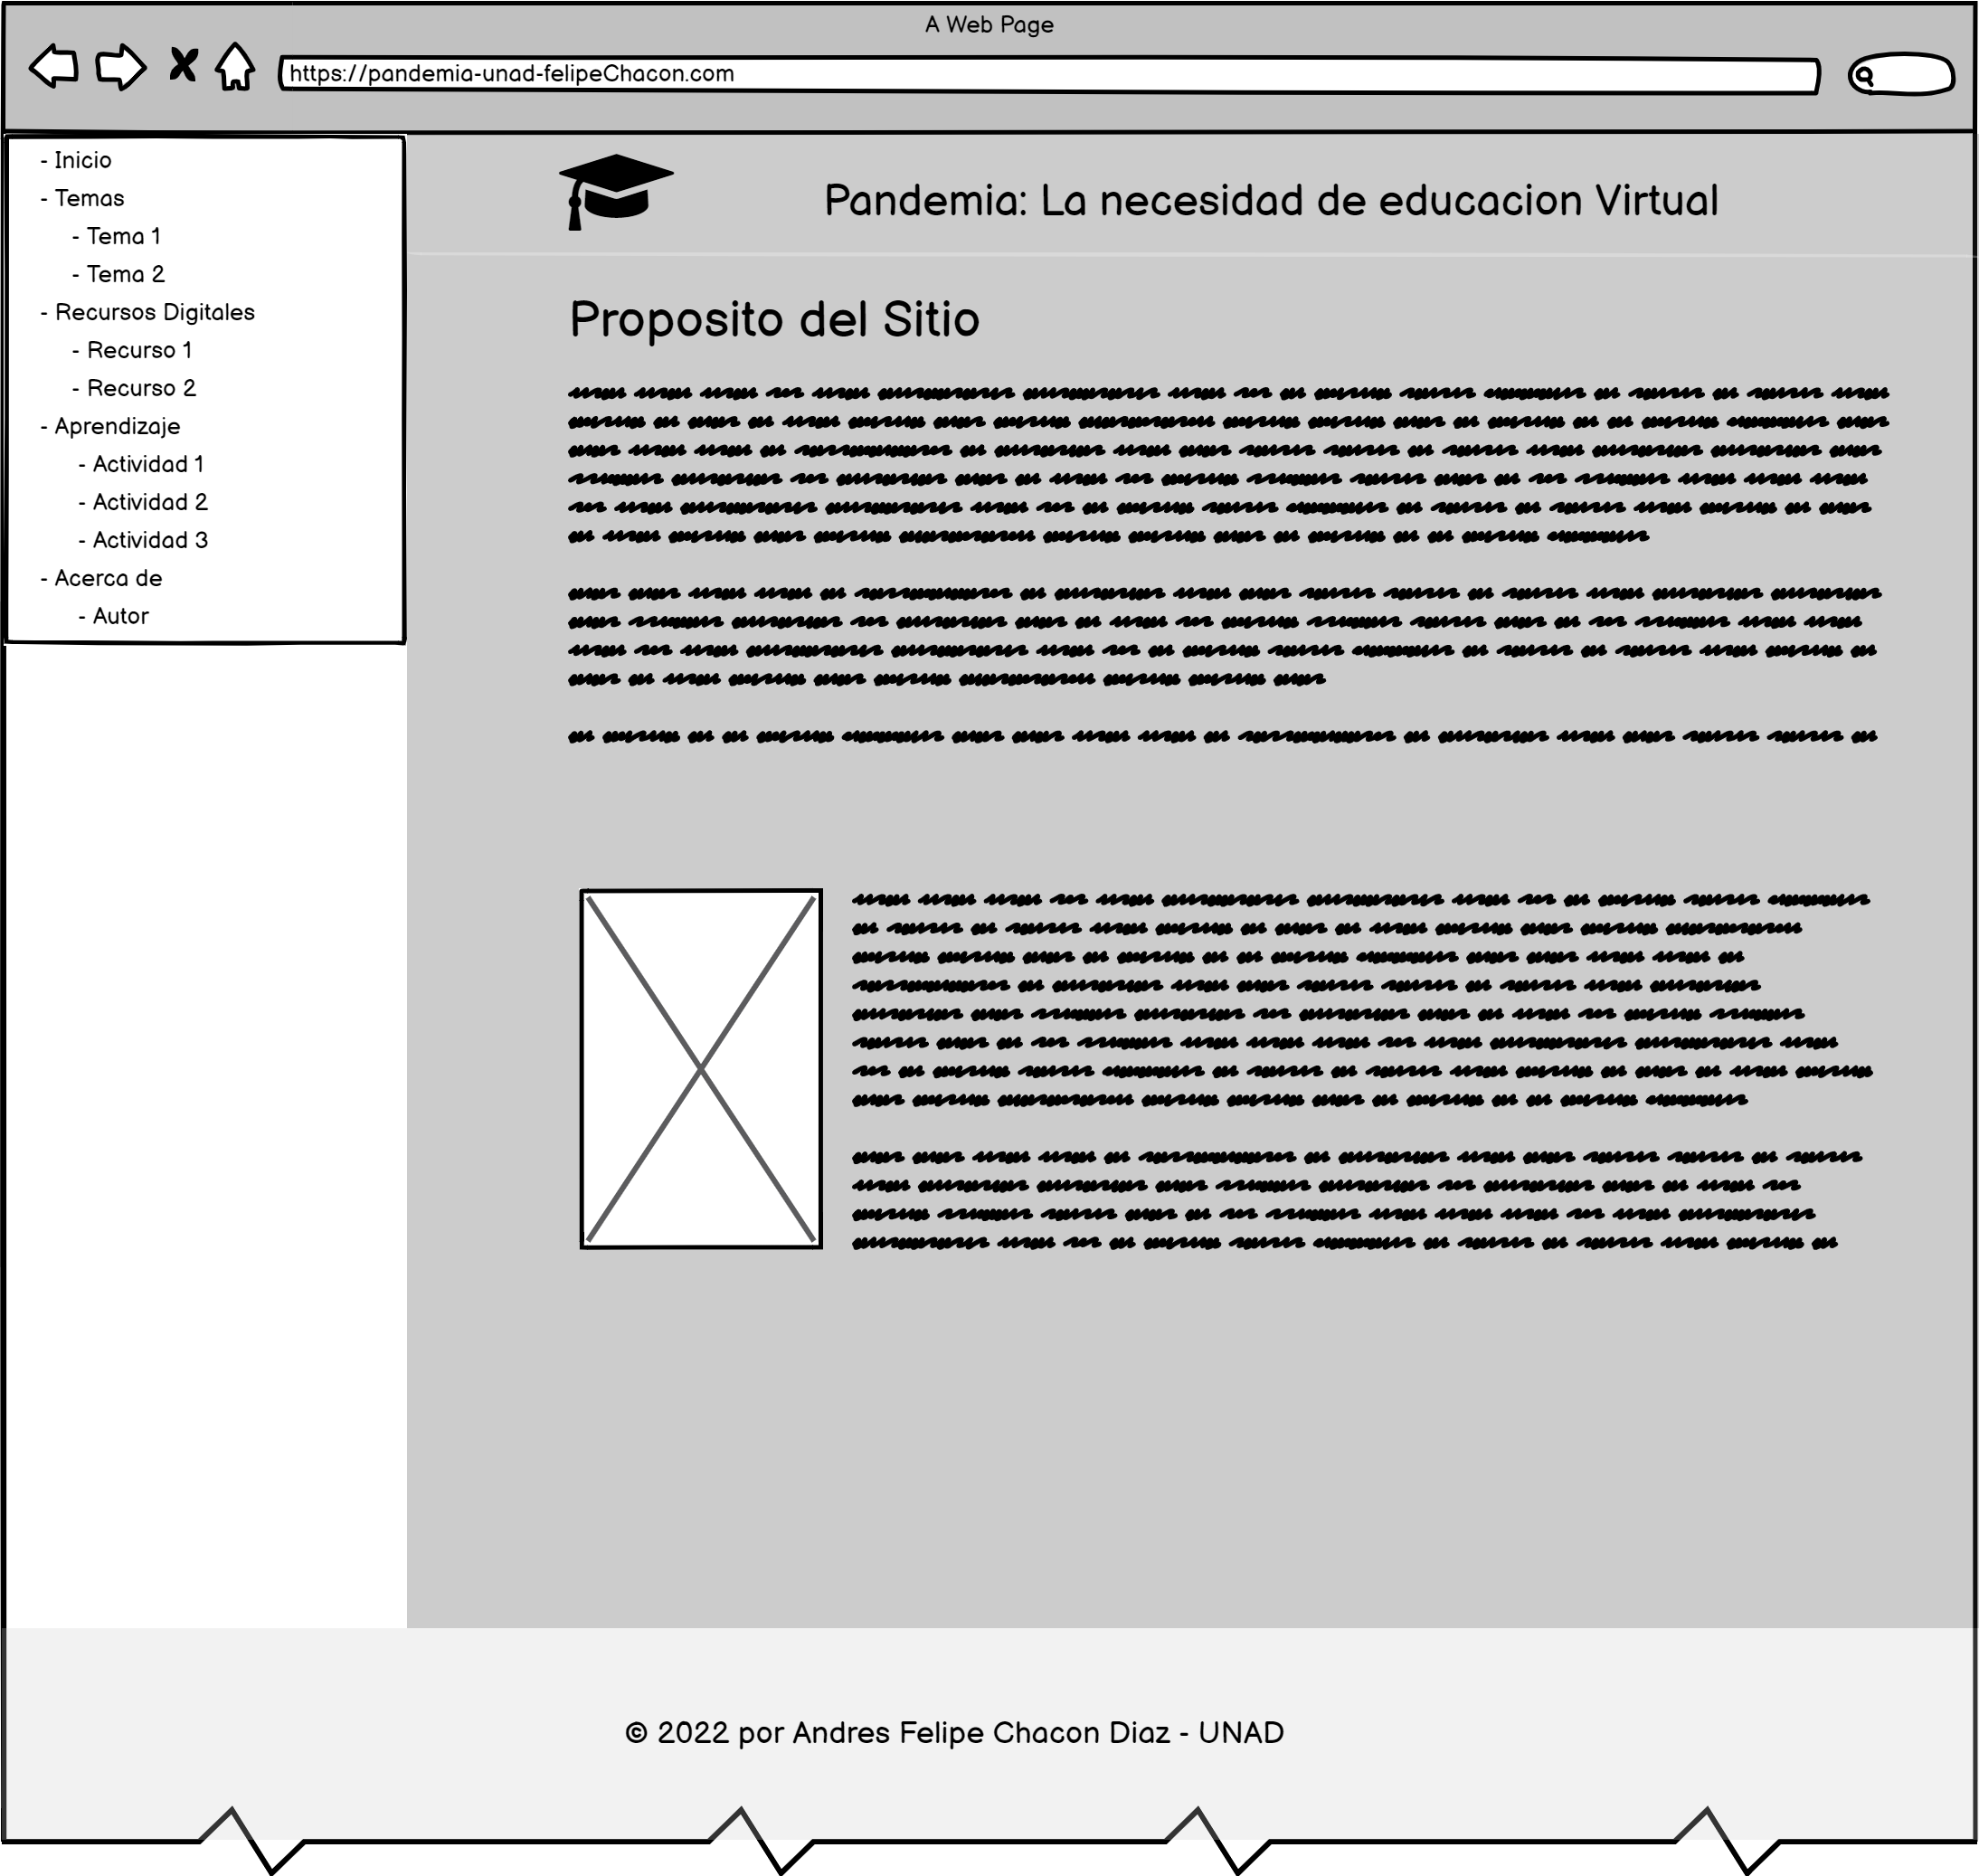 A Web Page
https://pandemia-unad-felipeChacon.com
- Inicio
- Temas
- Tema 1
- Tema 2
- Recursos Digitales
- Recurso 1
- Recurso 2
- Aprendizaje
- Actividad 1
- Actividad 2
- Actividad 3
- Acerca de
- Autor
Pandemia: La necesidad de educacion Virtual
Proposito del Sitio
© 2022 por Andres Felipe Chacon Diaz - UNAD